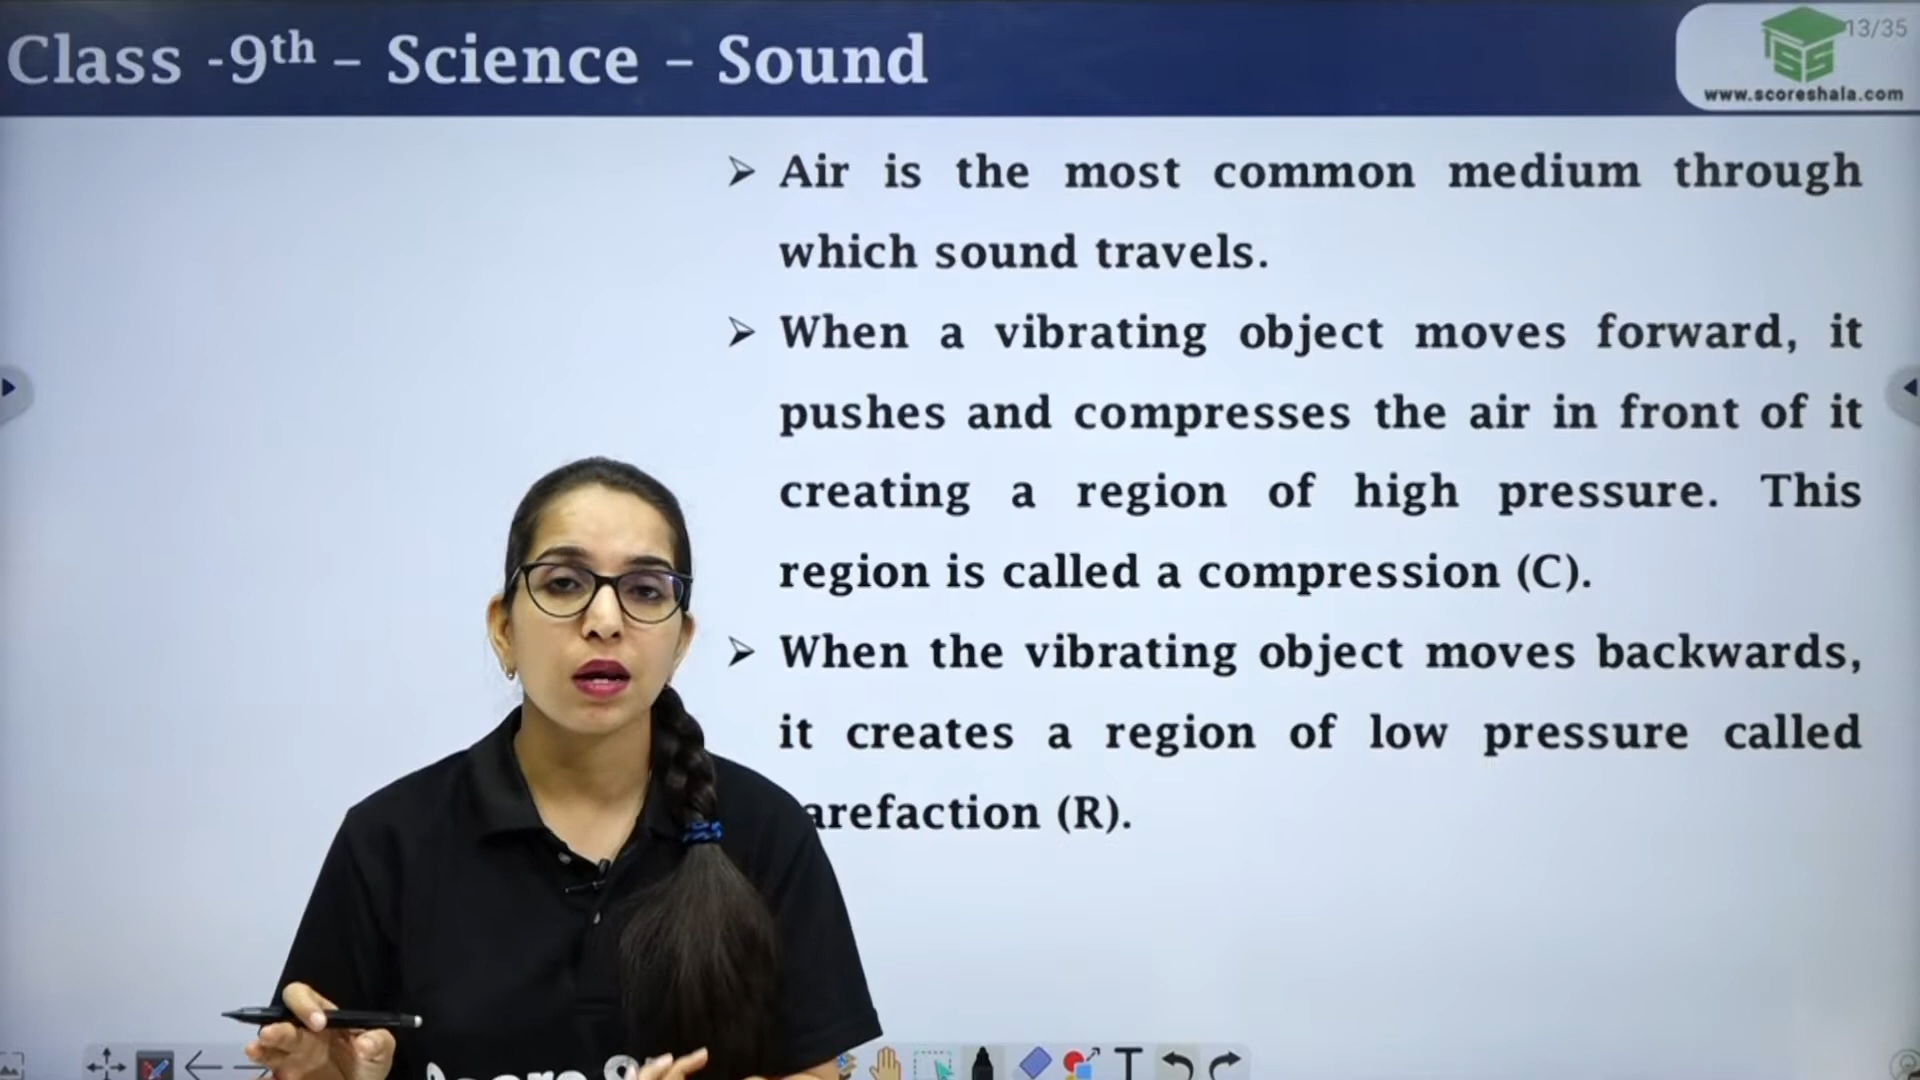 Class -9th – Science – Sound
13/35
SS
www.scoreshala.com
➢ Air is the most common medium through
which sound travels.
➢ When a vibrating object moves forward, it
pushes and compresses the air in front of it
creating a region of high pressure. This
region is called a compression (C).
➢ When the vibrating object moves backwards,
it creates a region of low pressure called
arefaction (R).
T